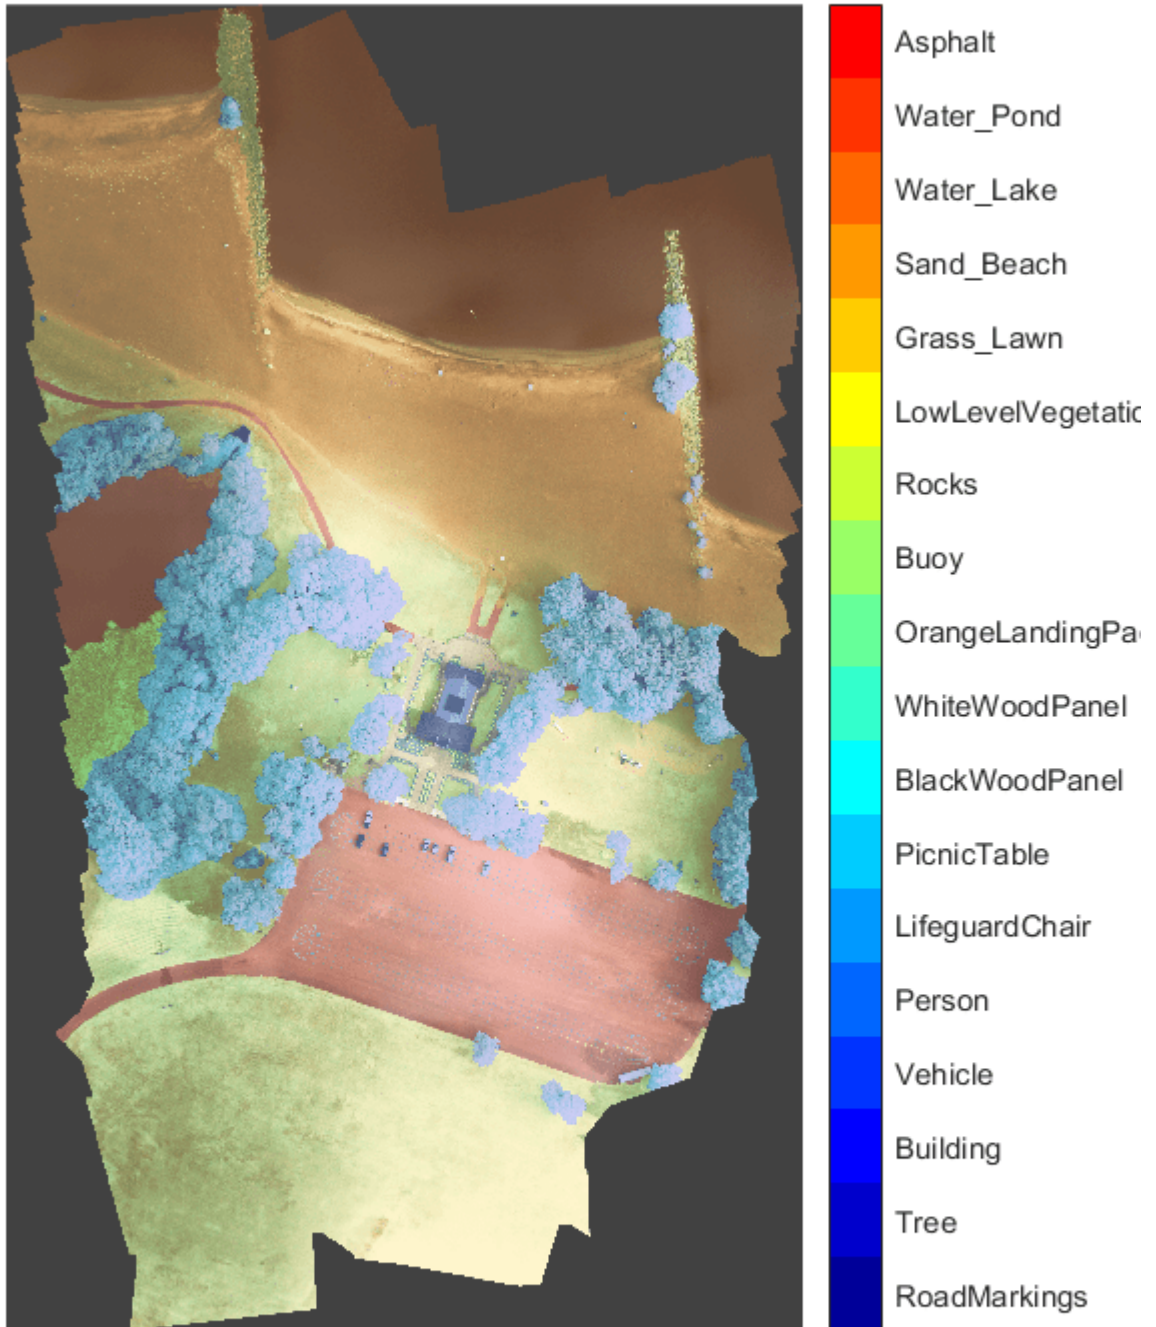 Asphalt
Water_Pond
Water_Lake
Sand_Beach
Grass_Lawn
LowLevelVegetatic
Rocks
Buoy
OrangeLandingPa
WhiteWoodPanel
BlackWoodPanel
PicnicTable
LifeguardChair
Person
Vehicle
Building
Tree
RoadMarkings